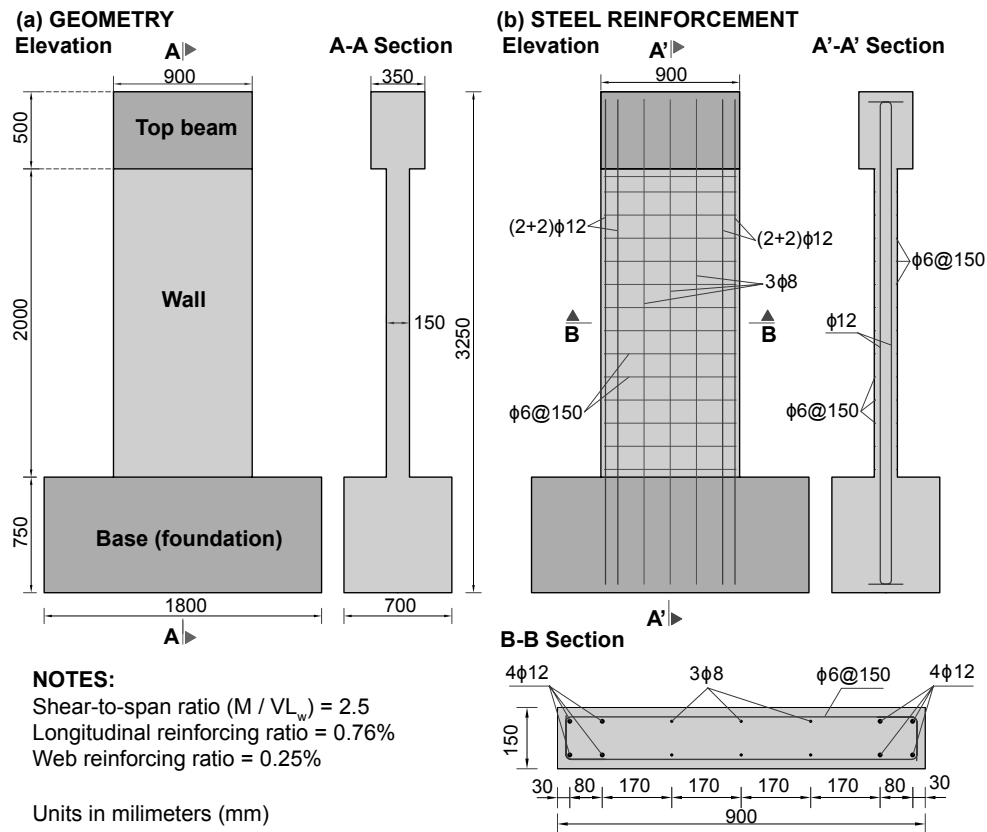 (a) GEOMETRY
Elevation
A
A-A Section
900
350
500
Top beam
2000
Wall
150
3250
750
Base (foundation)
1800
700
A
(b) STEEL REINFORCEMENT
Elevation
A'
A'-A' Section
900
(2+2)ϕ12
(2+2)ϕ12
ϕ6@150
3ϕ8
B
B
ϕ12
ϕ6@150
ϕ6@150
A'
B-B Section
4ϕ12
3ϕ8
ϕ6@150
4ϕ12
150
30 80 170 170 170 170 80 30
900
NOTES:
Shear-to-span ratio (M / VLw) = 2.5
Longitudinal reinforcing ratio = 0.76%
Web reinforcing ratio = 0.25%
Units in milimeters (mm)